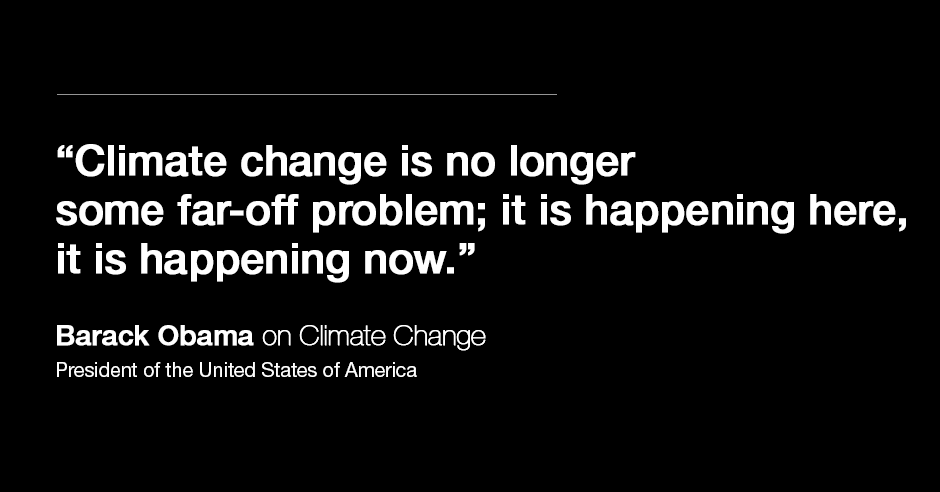 “Climate change is no longer
some far-off problem; it is happening here,
it is happening now.”
Barack Obama on Climate Change
President of the United States of America